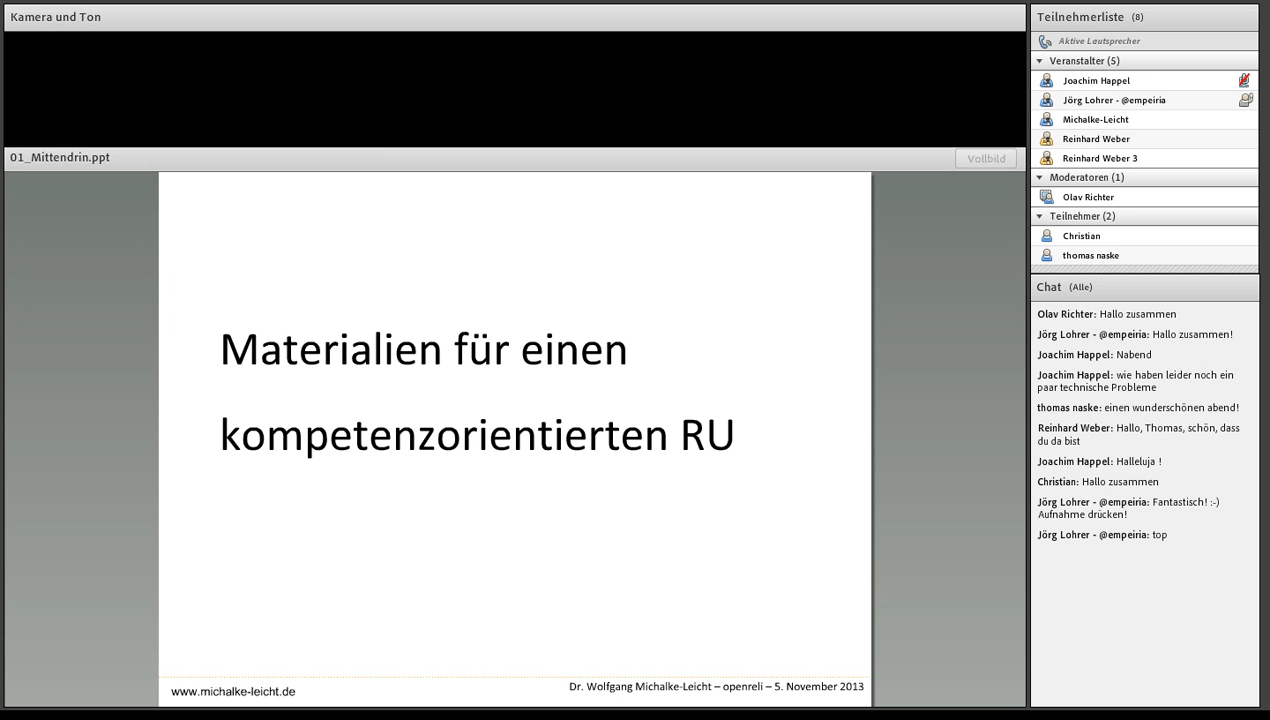 Kamera und Ton
01_Mittendrin.ppt
Vollbild
Materialien für einen
kompetenzorientierten RU
www.michalke-leicht.de
Dr. Wolfgang Michalke-Leicht – openreli – 5. November 2013
Teilnehmerliste (8)
Aktive Lautsprecher
Veranstalter (5)
Joachim Happel
Jörg Lohrer - @empeiria
Michalke-Leicht
Reinhard Weber
Reinhard Weber 3
Moderatoren (1)
Olav Richter
Teilnehmer (2)
Christian
thomas naske
Chat (Alle)
Olav Richter: Hallo zusammen
Jörg Lohrer - @empeiria: Hallo zusammen!
Joachim Happel: Nabend
Joachim Happel: wie haben leider noch ein
paar technische Probleme
thomas naske: einen wunderschönen abend!
Reinhard Weber: Hallo, Thomas, schön, dass
du da bist
Joachim Happel: Halleluja !
Christian: Hallo zusammen
Jörg Lohrer - @empeiria: Fantastisch! :-)
Aufnahme drücken!
Jörg Lohrer - @empeiria: top